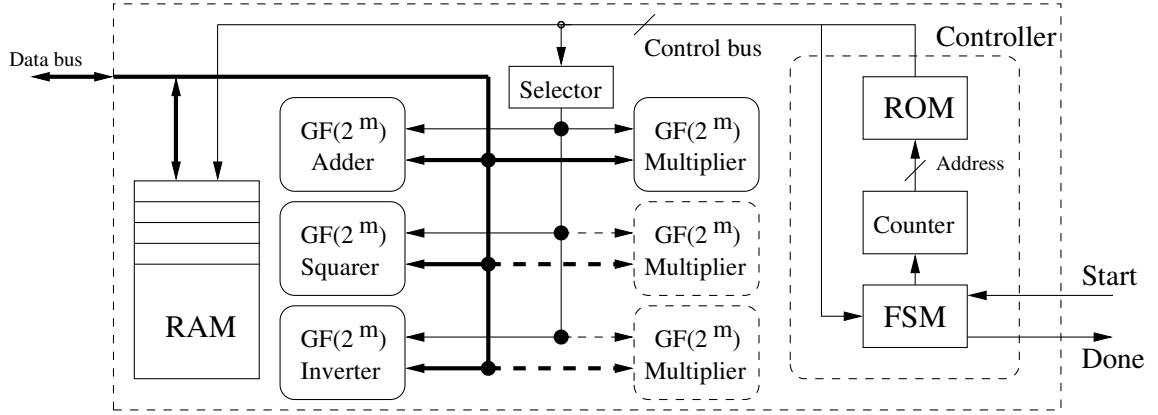 Data bus
Control bus
Controller
Selector
ROM
GF(2 m)
Adder
GF(2 m)
Multiplier
Address
Counter
GF(2 m)
Squarer
GF(2 m)
Multiplier
RAM
GF(2 m)
Inverter
GF(2 m)
Multiplier
FSM
Start
Done